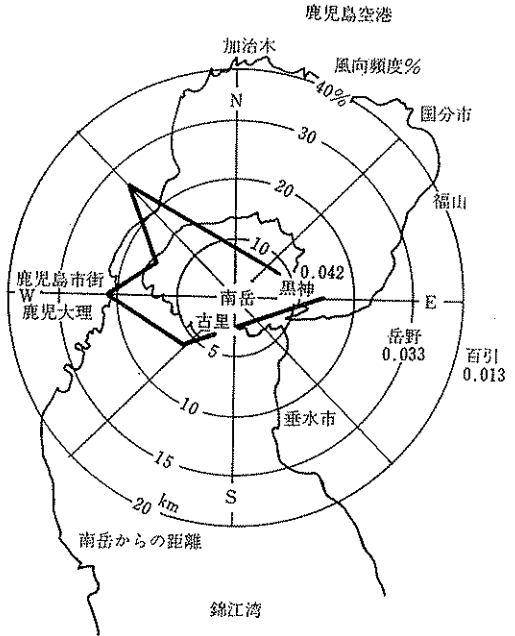 鹿児島空港
加治木
風向頻度%
40%
国分市
N
30
20
福山
10
0.042
鹿児島市街
W
鹿児大理
南岳
黒神
E
古里
岳野
0.033
百引
0.013
5
10
垂水市
15
S
20 km
南岳からの距離
錦江湾